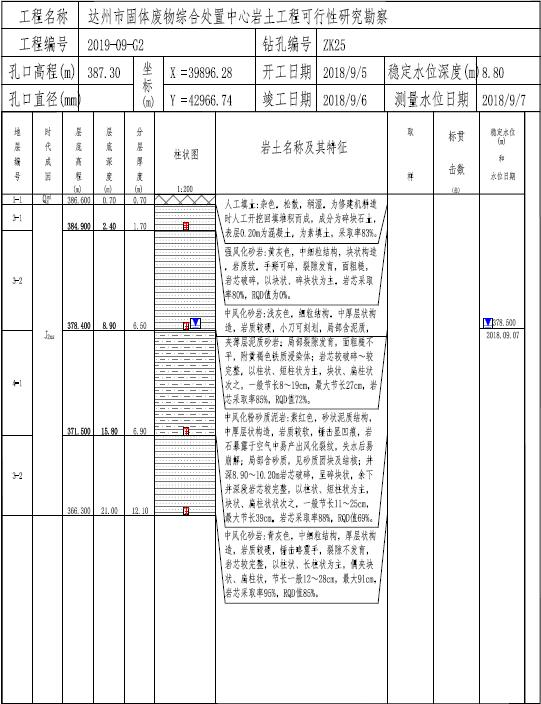 工程名称 达州市固体废物综合处置中心岩土工程可行性研究勘察
工程编号 2019-09-G2 钻孔编号 ZK25
孔口高程(m) 387.30 坐标(m) X =39896.28 开工日期 2018/9/5 稳定水位深度(m) 8.80
孔口直径(mm) Y =42966.74 竣工日期 2018/9/6 测量水位日期 2018/9/7
地层编号 时代成因 层底高程(m) 层底深度(m) 分层厚度(m) 柱状图 1:200 岩土名称及其特征 取样 标贯击数(击) 稳定水位(m)和水位日期
1-1 386.600 0.70 0.70
3-1 384.900 2.40 1.70
3-2 378.400 8.90 6.50
4-1 371.500 15.80 6.90
3-2 366.300 21.00 12.10
人工填土:杂色。松散,稍湿。为修建机耕道
时人工开挖回填堆积而成。成分为碎块石土,
表层0.20m为混凝土,为素填土。采取率83%。
强风化砂岩:黄灰色,中细粒结构,块状构造
。岩质软。手掰可碎,裂隙发育,面粗糙。
岩芯破碎,以块状、碎块状为主。岩芯采取
率80%,RQD值为0%。
中风化砂岩:浅灰色。细粒结构。中厚层状构
造,岩质较硬,小刀可刻划,局部含泥质,
夹薄层泥质砂岩;局部裂隙发育,面粗糙不
平,附黄褐色铁质浸染体;岩芯较破碎~较
完整,以柱状、短柱状为主,块状、扁柱状
次之。一般节长8~19cm,最大节长27cm,岩
芯采取率85%,RQD值72%。
中风化粉砂质泥岩:紫红色,砂状泥质结构,
中厚层状构造,岩质较软,锤击显凹痕,岩
石暴露于空气中易产出风化裂纹,失水后易
崩解;局部含砂质,见砂质团块及结核;井
深8.90~10.20m岩芯破碎,呈碎块状,余下
井深段岩芯较完整。以柱状、短柱状为主,
块状、扁柱状次之。一般节长11~25cm,
最大节长39cm。岩芯采取率88%,RQD值69%。
中风化砂岩:青灰色,中细粒结构,厚层状构
造,岩质较硬,锤击略震手,裂隙不发育,
岩芯较完整,以柱状、长柱状为主,偶夹块
状、扁柱状,节长一般12~28cm,最大91cm,
岩芯采取率95%,RQD值85%。
378.500
2018.09.07